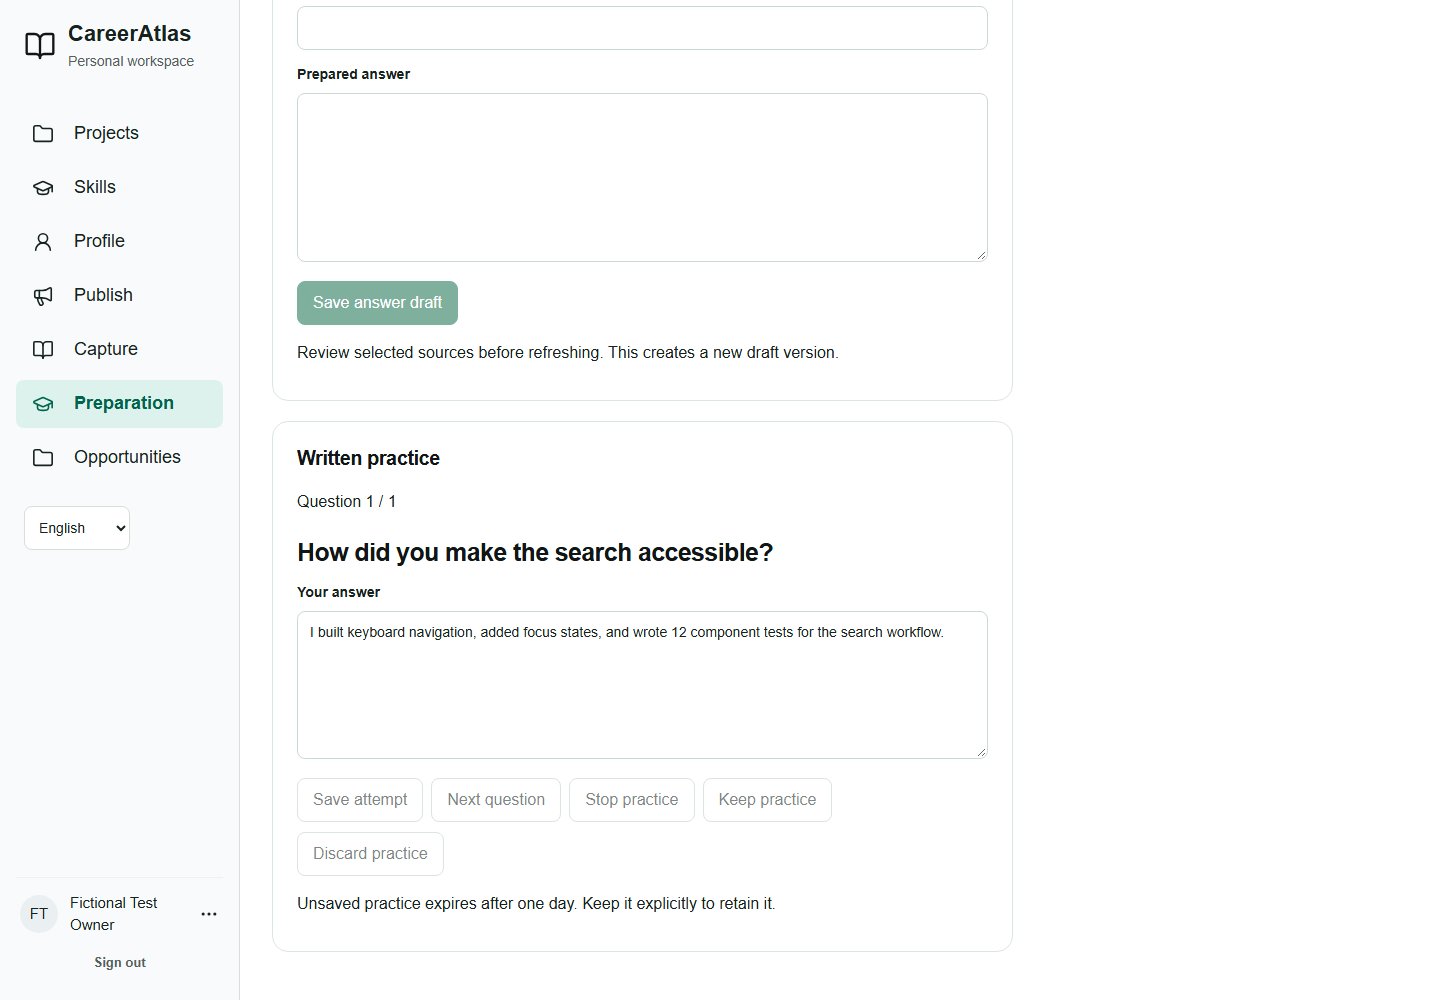 CareerAtlas
Personal workspace
Projects
Skills
Profile
Publish
Capture
Preparation
Opportunities
English
FT
Fictional Test
Owner
Sign out
Prepared answer
Save answer draft
Review selected sources before refreshing. This creates a new draft version.
Written practice
Question 1 / 1
How did you make the search accessible?
Your answer
I built keyboard navigation, added focus states, and wrote 12 component tests for the search workflow.
Save attempt
Next question
Stop practice
Keep practice
Discard practice
Unsaved practice expires after one day. Keep it explicitly to retain it.